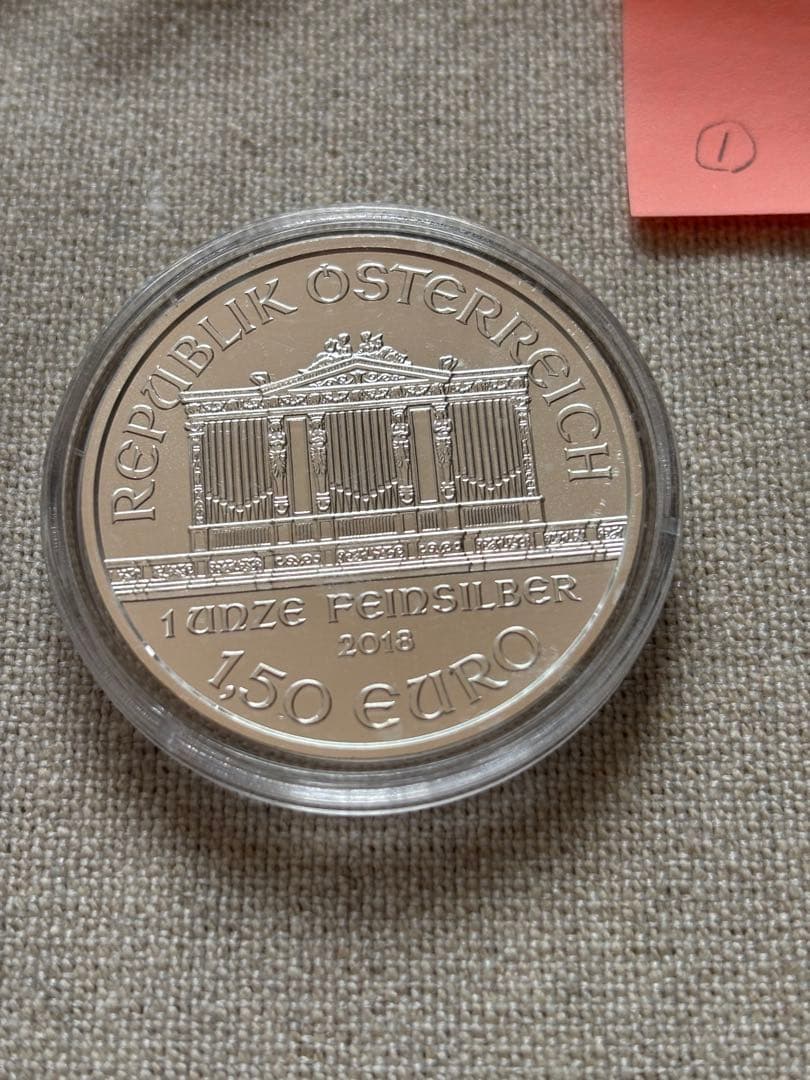 1
REPUBLIK ÖSTERREICH
1 UNZE FEINSILBER
2018
1,50 EURO